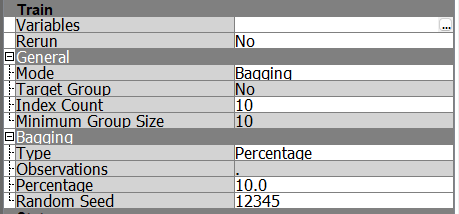 Train
Variables ...
Rerun No
General
Mode Bagging
Target Group No
Index Count 10
Minimum Group Size 10
Bagging
Type Percentage
Observations .
Percentage 10.0
Random Seed 12345